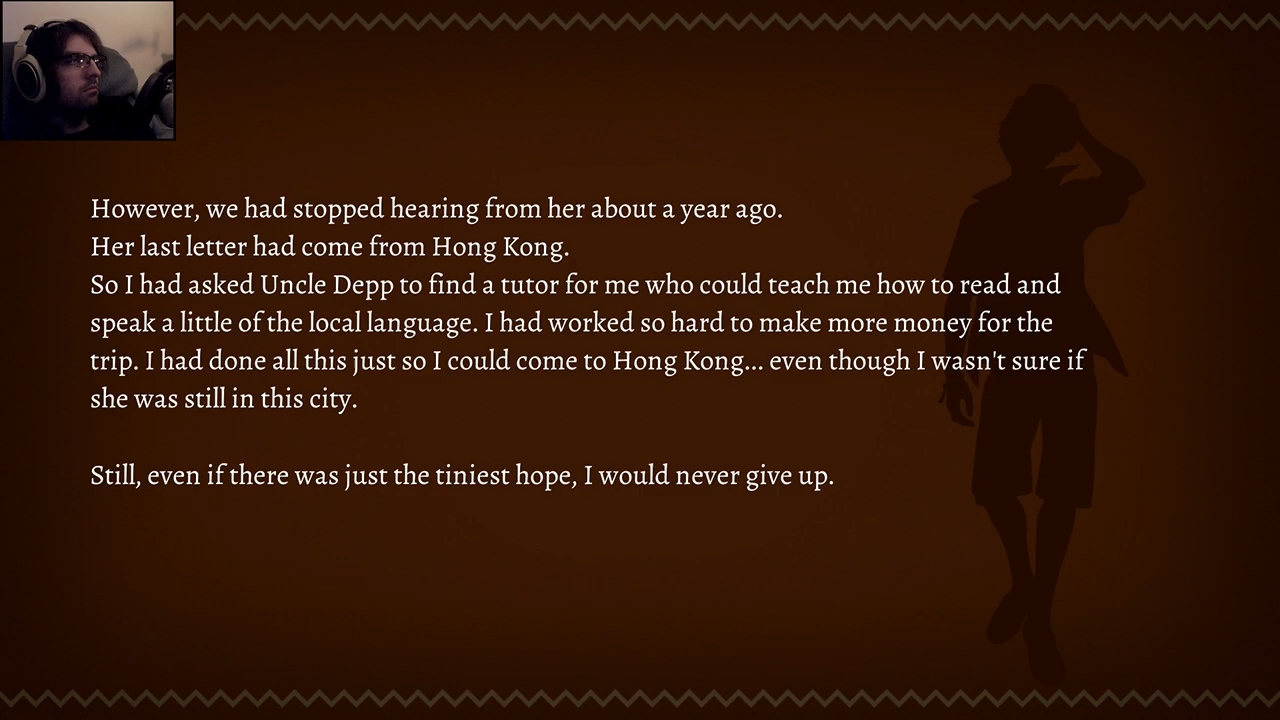 However, we had stopped hearing from her about a year ago.
Her last letter had come from Hong Kong.
So I had asked Uncle Depp to find a tutor for me who could teach me how to read and
speak a little of the local language. I had worked so hard to make more money for the
trip. I had done all this just so I could come to Hong Kong... even though I wasn't sure if
she was still in this city.
Still, even if there was just the tiniest hope, I would never give up.